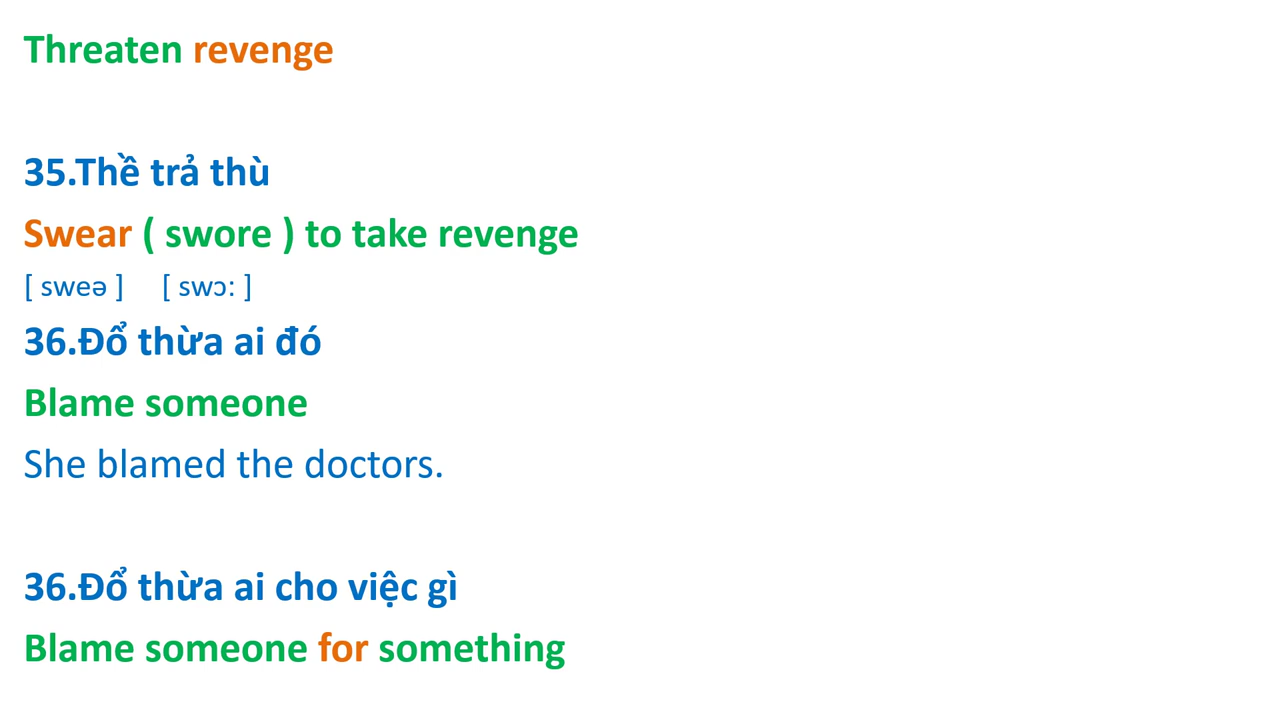 Threaten revenge
35.Thề trả thù
Swear ( swore ) to take revenge
[ sweə ] [ swɔ: ]
36.Đổ thừa ai đó
Blame someone
She blamed the doctors.
36.Đổ thừa ai cho việc gì
Blame someone for something